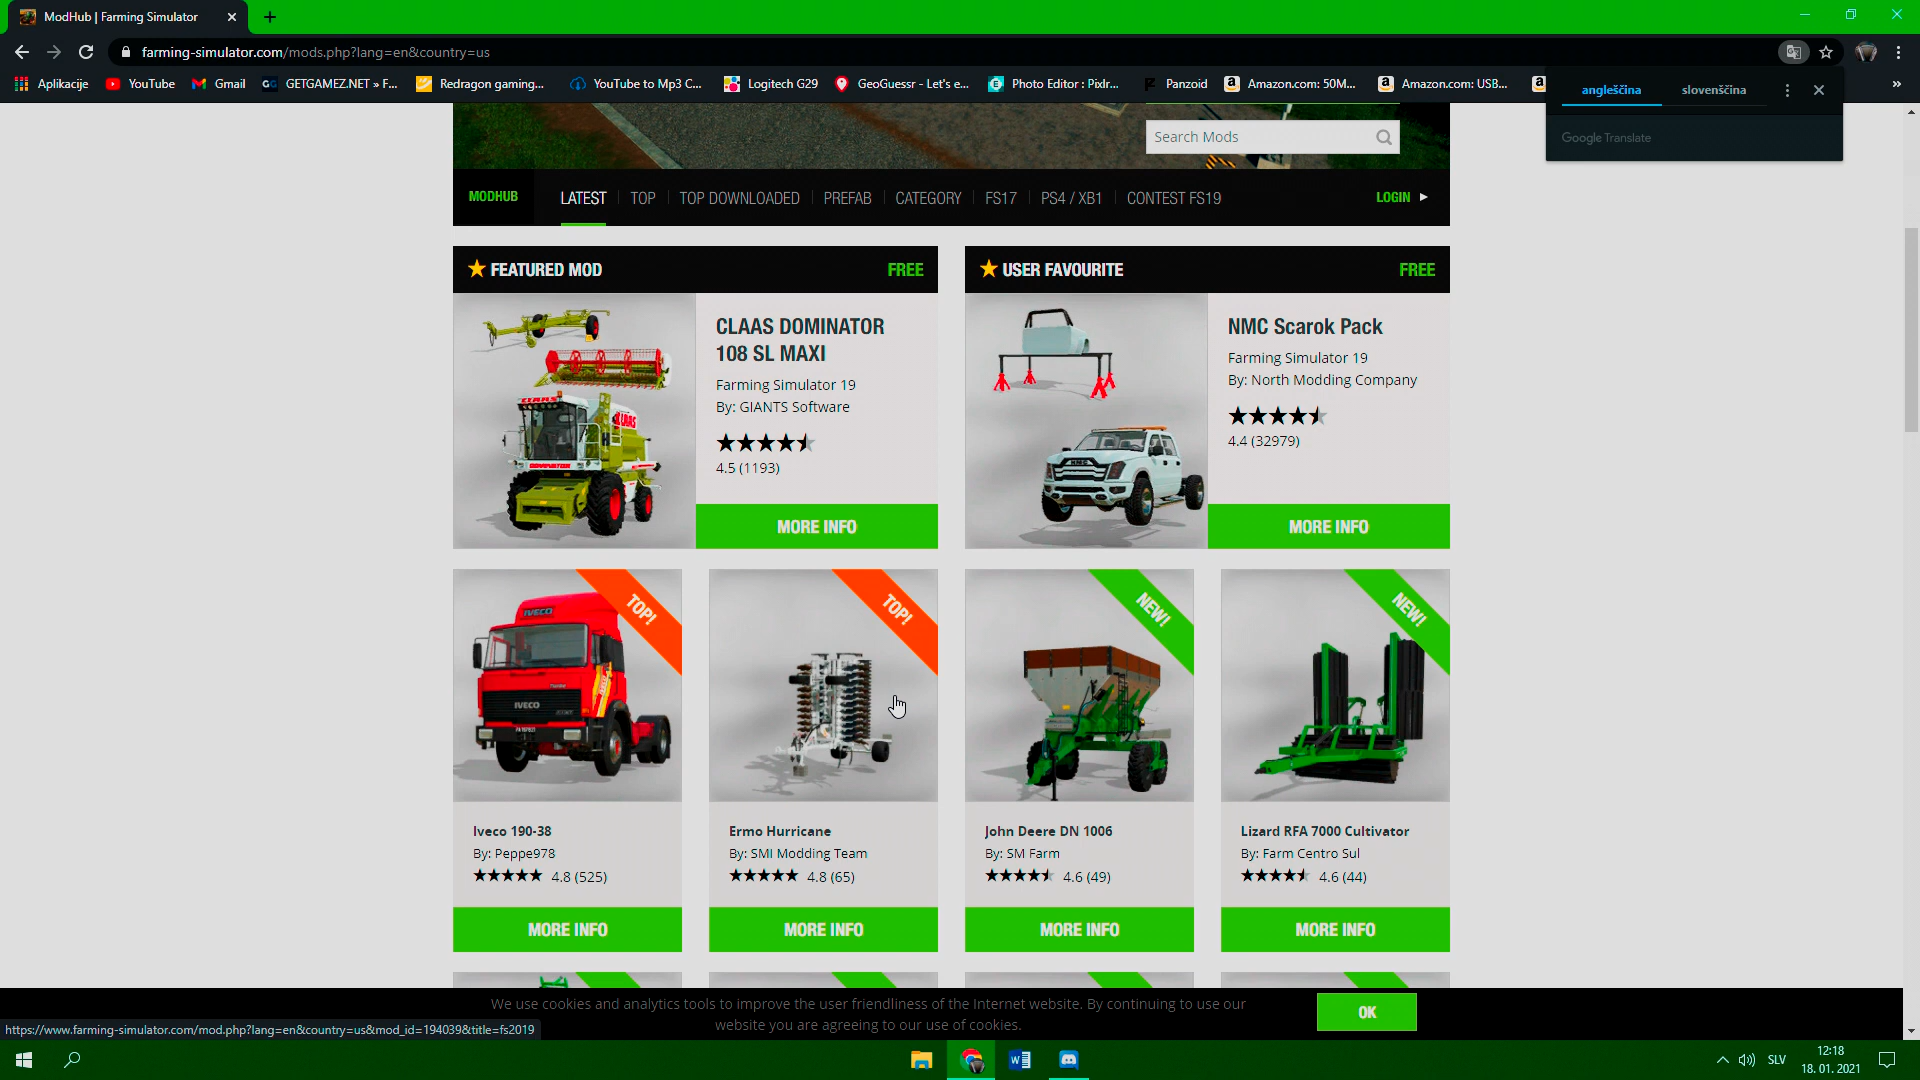 ModHub | Farming Simulator
farming-simulator.com/mods.php?lang=en&country=us
Aplikacije
YouTube
Gmail
GETGAMEZ.NET » F...
Redragon gaming...
YouTube to Mp3 C...
Logitech G29
GeoGuessr - Let's e...
Photo Editor : Pixlr...
Panzoid
Amazon.com: 50M...
Amazon.com: USB...
»
angleščina
slovenščina
Google Translate
Search Mods
MODHUB
LATEST
TOP
TOP DOWNLOADED
PREFAB
CATEGORY
FS17
PS4 / XB1
CONTEST FS19
LOGIN
FEATURED MOD
FREE
CLAAS DOMINATOR
108 SL MAXI
Farming Simulator 19
By: GIANTS Software
4.5 (1193)
MORE INFO
USER FAVOURITE
FREE
NMC Scarok Pack
Farming Simulator 19
By: North Modding Company
4.4 (32979)
MORE INFO
CLAAS
CLAAS
DOMINATOR
NMC
TOP!
IVECO
IVECO
Iveco 190-38
By: Peppe978
4.8 (525)
MORE INFO
TOP!
Ermo Hurricane
By: SMI Modding Team
4.8 (65)
MORE INFO
NEW!
John Deere DN 1006
By: SM Farm
4.6 (49)
MORE INFO
NEW!
Lizard RFA 7000 Cultivator
By: Farm Centro Sul
4.6 (44)
MORE INFO
We use cookies and analytics tools to improve the user friendliness of the Internet website. By continuing to use our
website you are agreeing to our use of cookies.
OK
https://www.farming-simulator.com/mod.php?lang=en&country=us&mod_id=194039&title=fs2019
SLV
12:18
18. 01. 2021